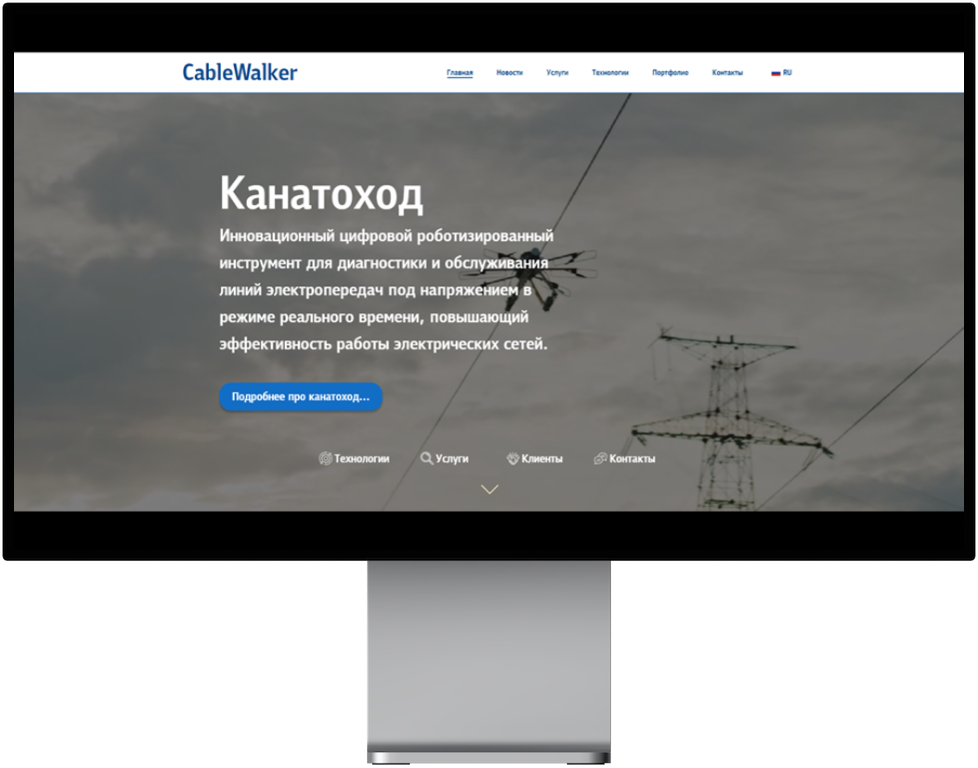 CableWalker
Главная Новости Услуги Технологии Портфолио Контакты RU
Канатоход
Инновационный цифровой роботизированный
инструмент для диагностики и обслуживания
линий электропередач под напряжением в
режиме реального времени, повышающий
эффективность работы электрических сетей.
Подробнее про канатоход...
Технологии Услуги Клиенты Контакты